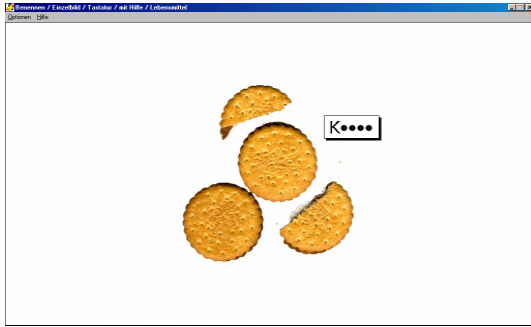 Benennen / Einzelbild / Tastatur / mit Hilfe / Lebensmittel
Optionen Hilfe
K●●●●